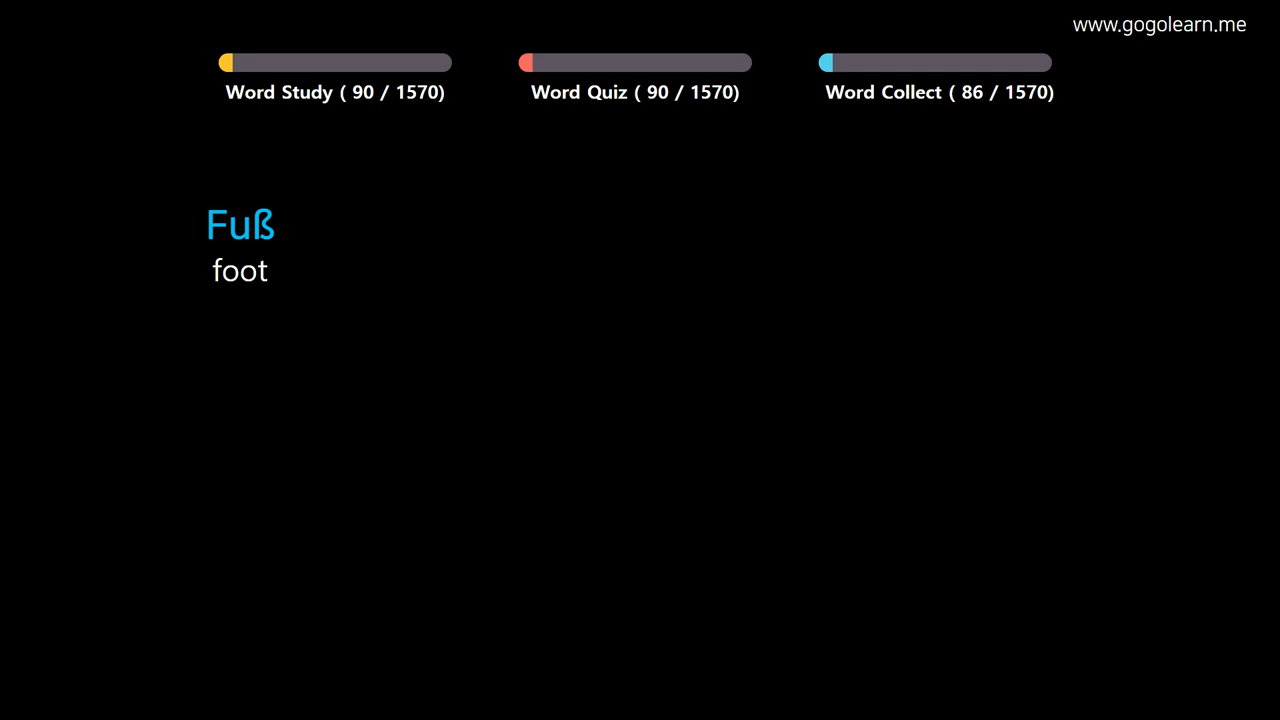 www.gogolearn.me
Word Study ( 90 / 1570)
Word Quiz ( 90 / 1570)
Word Collect ( 86 / 1570)
Fuß
foot